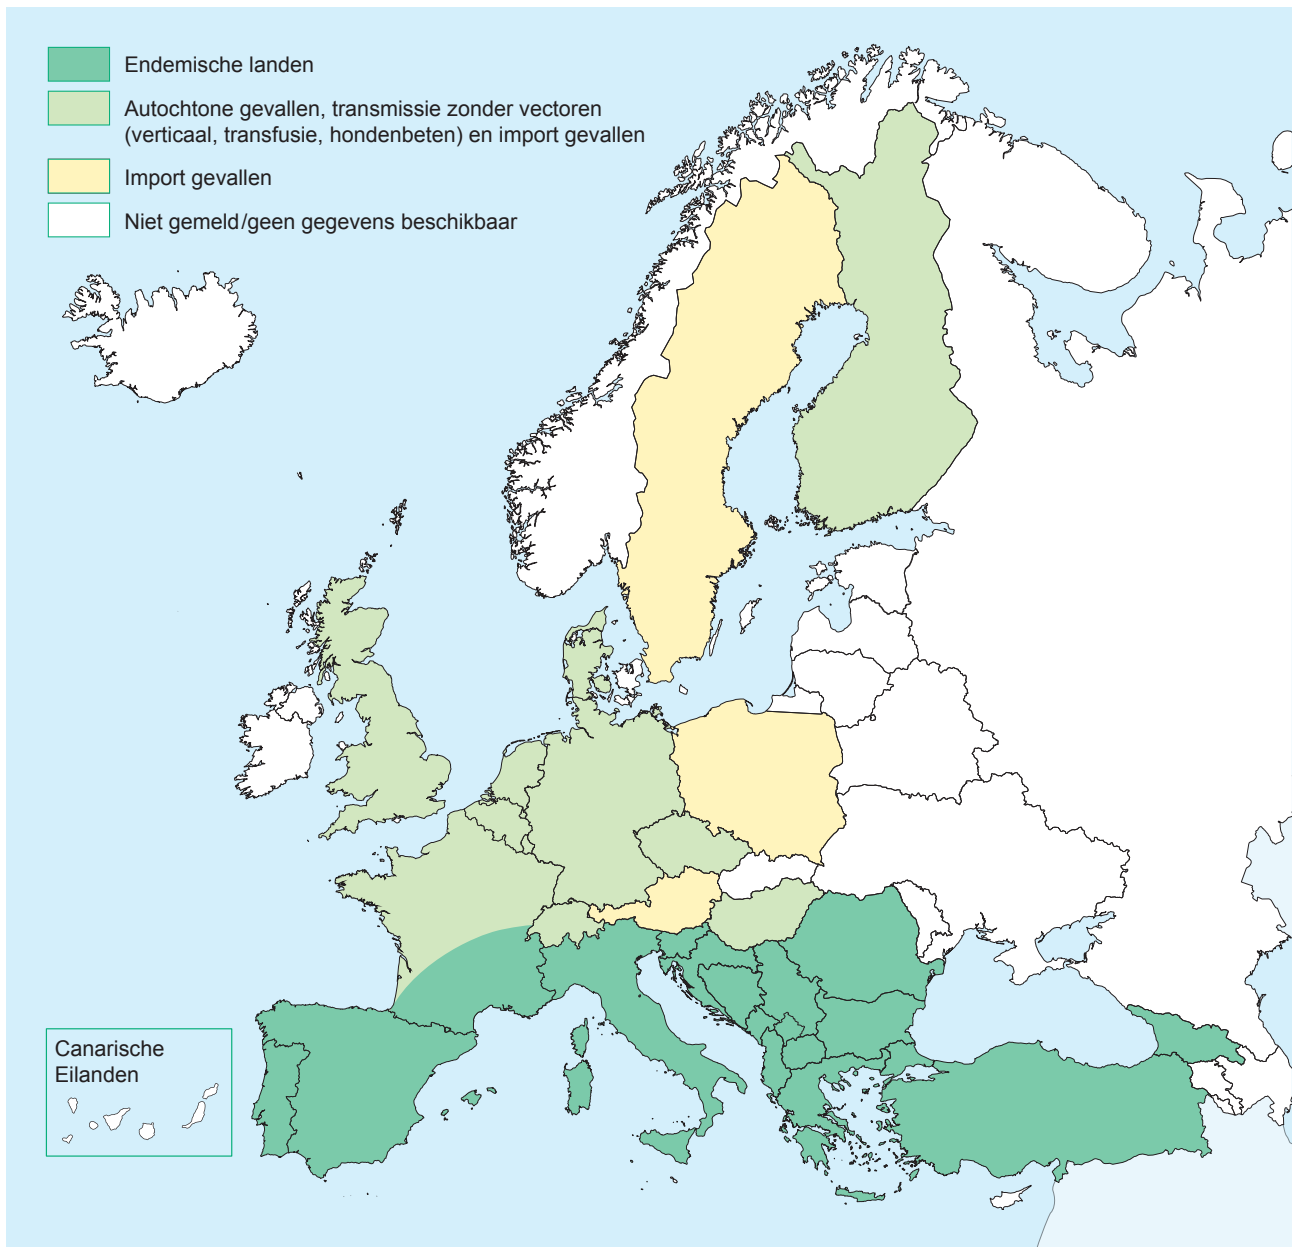 Endemische landen
Autochtone gevallen, transmissie zonder vectoren
(verticaal, transfusie, hondenbeten) en import gevallen
Import gevallen
Niet gemeld/geen gegevens beschikbaar
Canarische
Eilanden